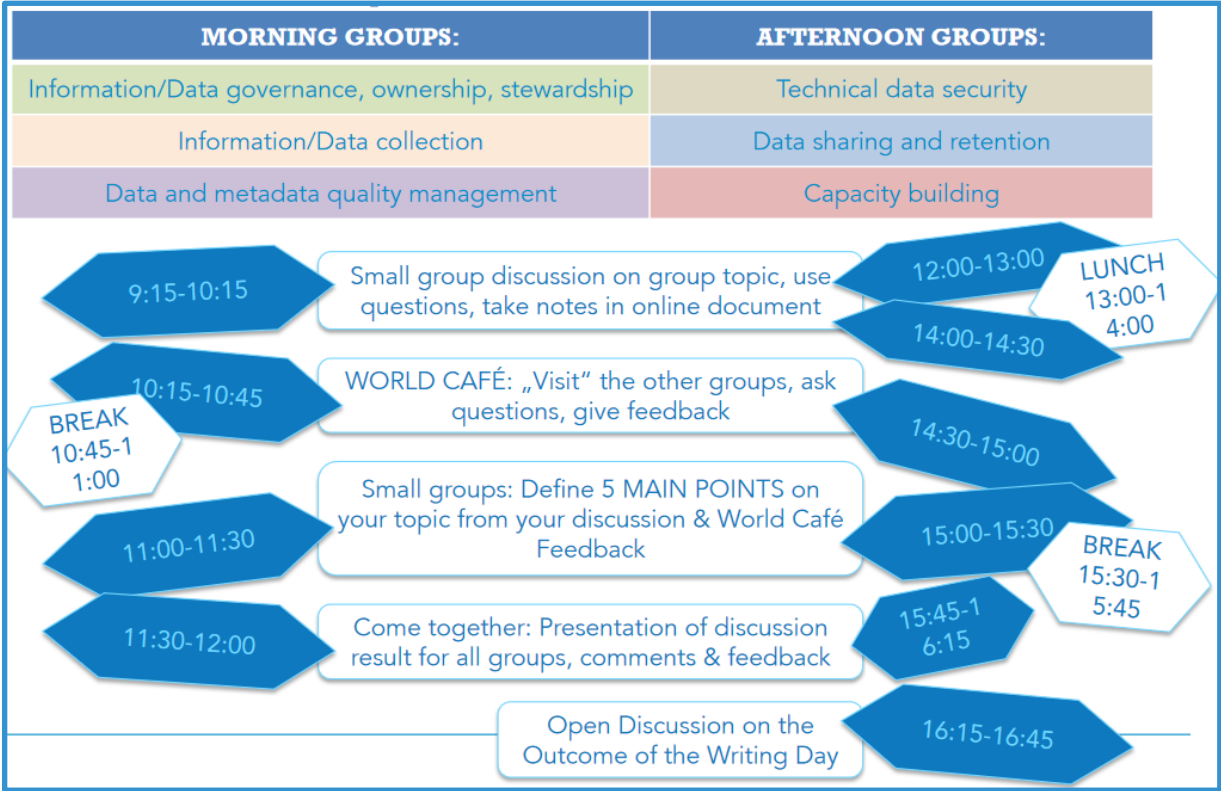 MORNING GROUPS:
AFTERNOON GROUPS:
Information/Data governance, ownership, stewardship
Technical data security
Information/Data collection
Data sharing and retention
Data and metadata quality management
Capacity building
9:15-10:15
Small group discussion on group topic, use
questions, take notes in online document
12:00-13:00
LUNCH
13:00-1
4:00
14:00-14:30
10:15-10:45
WORLD CAFÉ: „Visit“ the other groups, ask
questions, give feedback
14:30-15:00
BREAK
10:45-1
1:00
11:00-11:30
Small groups: Define 5 MAIN POINTS on
your topic from your discussion & World Café
Feedback
15:00-15:30
BREAK
15:30-1
5:45
11:30-12:00
Come together: Presentation of discussion
result for all groups, comments & feedback
15:45-1
6:15
Open Discussion on the
Outcome of the Writing Day
16:15-16:45